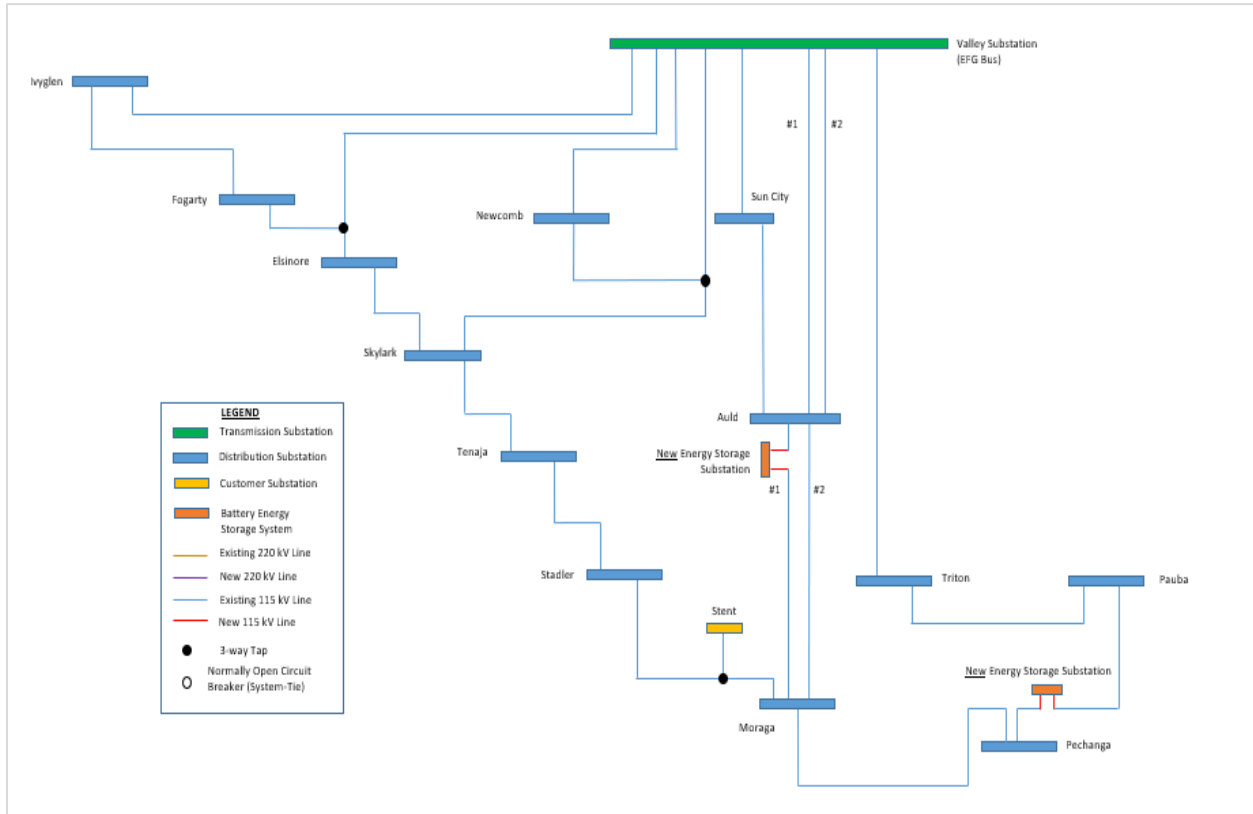 Valley Substation
(EFG Bus)
Ivyglen
#1
#2
Fogarty
Newcomb
Sun City
Elsinore
Skylark
Auld
LEGEND
Transmission Substation
Distribution Substation
Customer Substation
Battery Energy
Storage System
Existing 220 kV Line
New 220 kV Line
Existing 115 kV Line
New 115 kV Line
3-way Tap
Normally Open Circuit
Breaker (System-Tie)
Tenaja
New Energy Storage
Substation
#1
#2
Stadler
Triton
Pauba
Stent
New Energy Storage Substation
Moraga
Pechanga